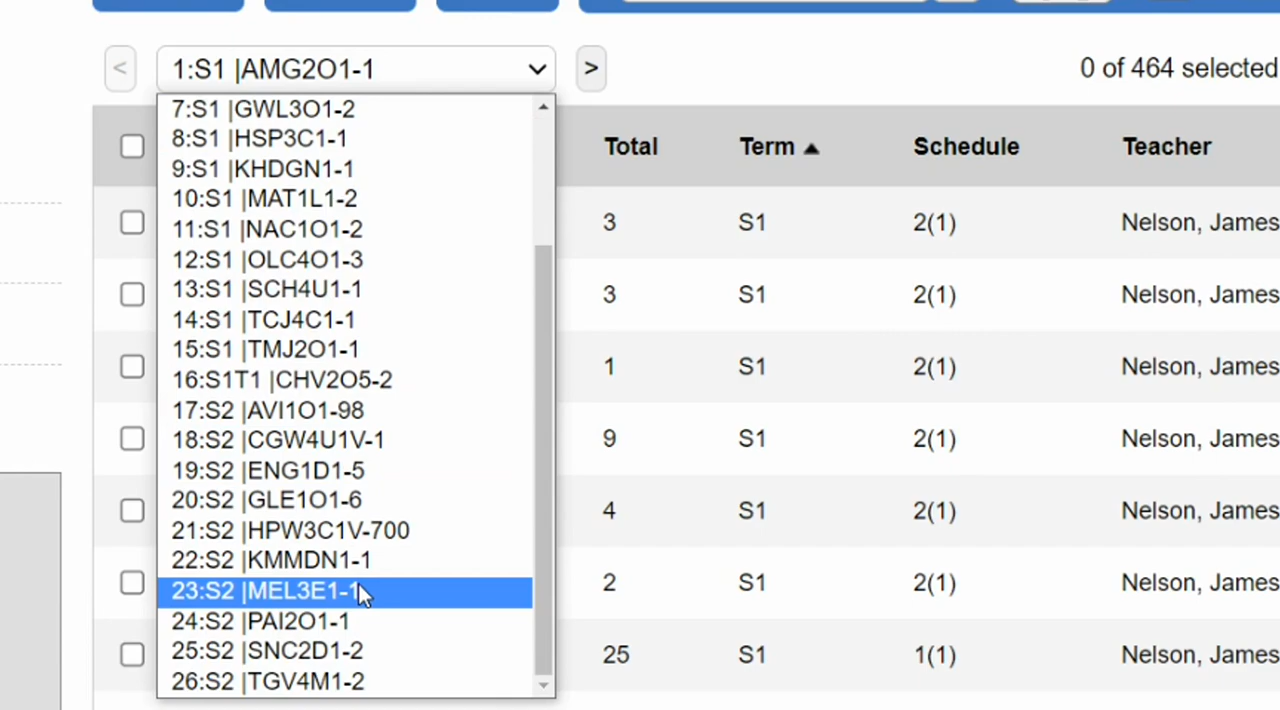 <
1:S1 |AMG2O1-1
>
0 of 464 selected
7:S1 |GWL3O1-2
8:S1 |HSP3C1-1
9:S1 |KHDGN1-1
10:S1 |MAT1L1-2
11:S1 |NAC1O1-2
12:S1 |OLC4O1-3
13:S1 |SCH4U1-1
14:S1 |TCJ4C1-1
15:S1 |TMJ2O1-1
16:S1T1 |CHV2O5-2
17:S2 |AVI1O1-98
18:S2 |CGW4U1V-1
19:S2 |ENG1D1-5
20:S2 |GLE1O1-6
21:S2 |HPW3C1V-700
22:S2 |KMMDN1-1
23:S2 |MEL3E1-1
24:S2 |PAI2O1-1
25:S2 |SNC2D1-2
26:S2 |TGV4M1-2
Total Term Schedule Teacher
3 S1 2(1) Nelson, James
3 S1 2(1) Nelson, James
1 S1 2(1) Nelson, James
9 S1 2(1) Nelson, James
4 S1 2(1) Nelson, James
2 S1 2(1) Nelson, James
25 S1 1(1) Nelson, James